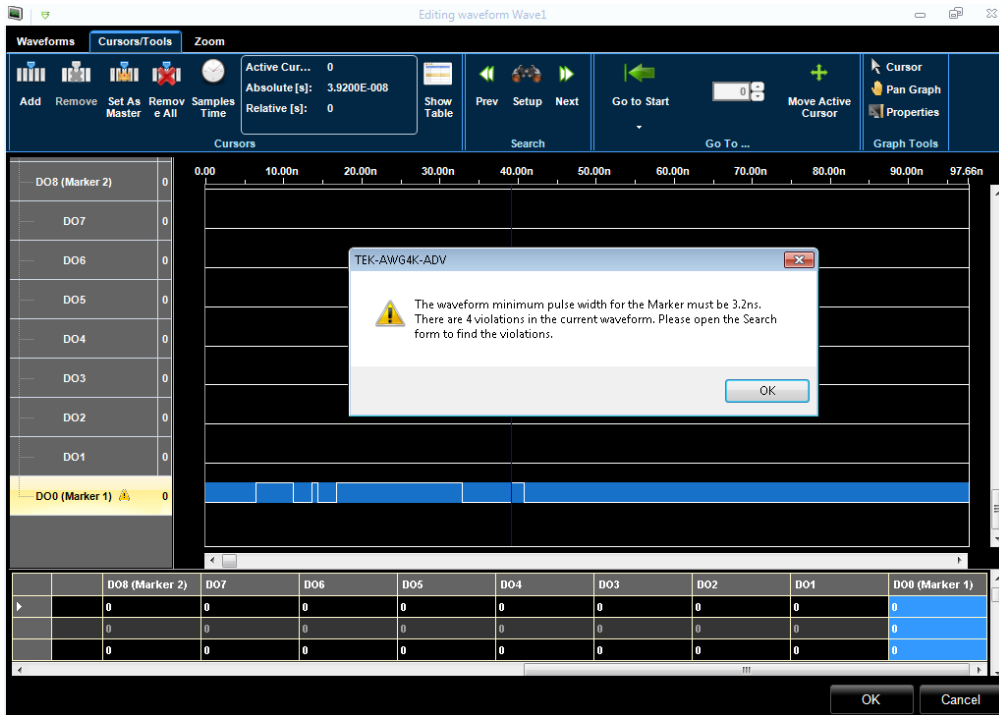 Editing waveform Wave1
Waveforms Cursors/Tools Zoom
Add Remove Set As Master Remov e All Samples Time
Active Cur... 0
Absolute [s]: 3.9200E-008
Relative [s]: 0
Show Table
Cursors
Prev Setup Next
Search
Go to Start
0
Move Active Cursor
Go To ...
Cursor
Pan Graph
Properties
Graph Tools
0.00 10.00n 20.00n 30.00n 40.00n 50.00n 60.00n 70.00n 80.00n 90.00n 97.66n
DO8 (Marker 2) 0
DO7 0
DO6 0
DO5 0
DO4 0
DO3 0
DO2 0
DO1 0
DO0 (Marker 1) 0
TEK-AWG4K-ADV
The waveform minimum pulse width for the Marker must be 3.2ns.
There are 4 violations in the current waveform. Please open the Search
form to find the violations.
OK
DO8 (Marker 2) DO7 DO6 DO5 DO4 DO3 DO2 DO1 DO0 (Marker 1)
0 0 0 0 0 0 0 0 0
0 0 0 0 0 0 0 0 0
0 0 0 0 0 0 0 0 0
OK Cancel